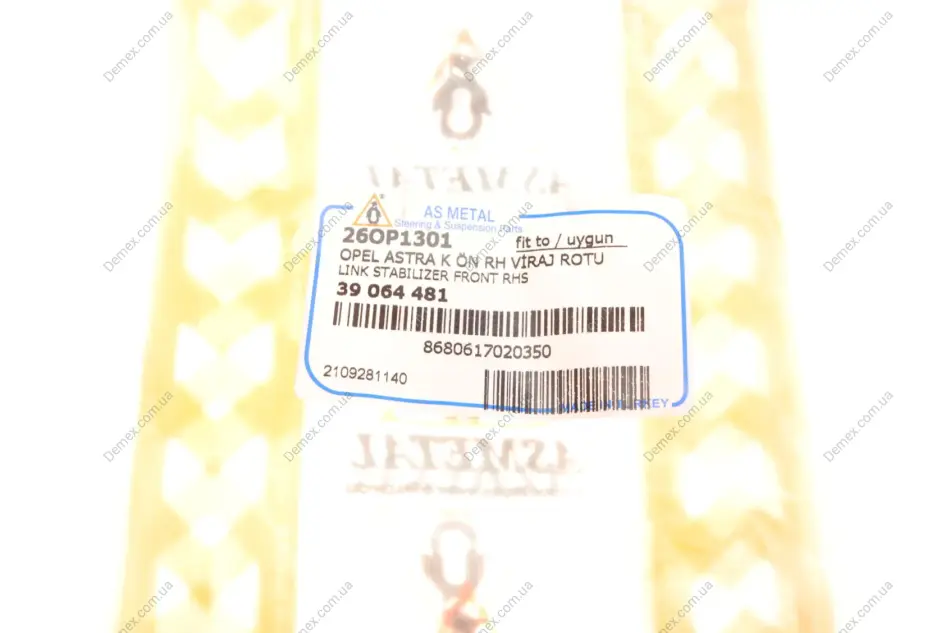 AS METAL
Steering & Suspension Parts
26OP1301 fit to / uygun
OPEL ASTRA K ÖN RH VİRAJ ROTU
LINK STABILIZER FRONT RHS
39 064 481
8680617020350
2109281140
MADE IN TURKEY
ASMETAL
Demex.com.ua